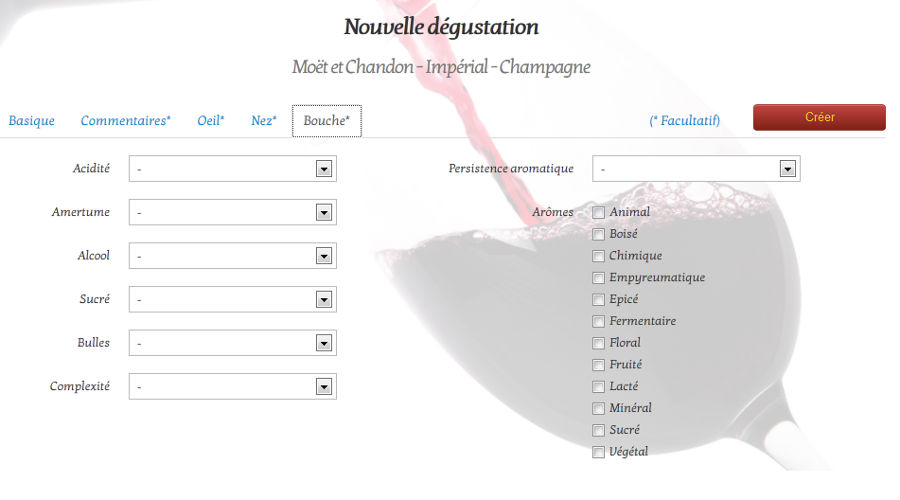 Nouvelle dégustation
Moët et Chandon - Impérial - Champagne
Basique Commentaires* Oeil* Nez* Bouche* (* Facultatif) Créer
Acidité -
Amertume -
Alcool -
Sucré -
Bulles -
Complexité -
Persistence aromatique -
Arômes Animal
Boisé
Chimique
Empyreumatique
Epicé
Fermentaire
Floral
Fruité
Lacté
Minéral
Sucré
Végétal